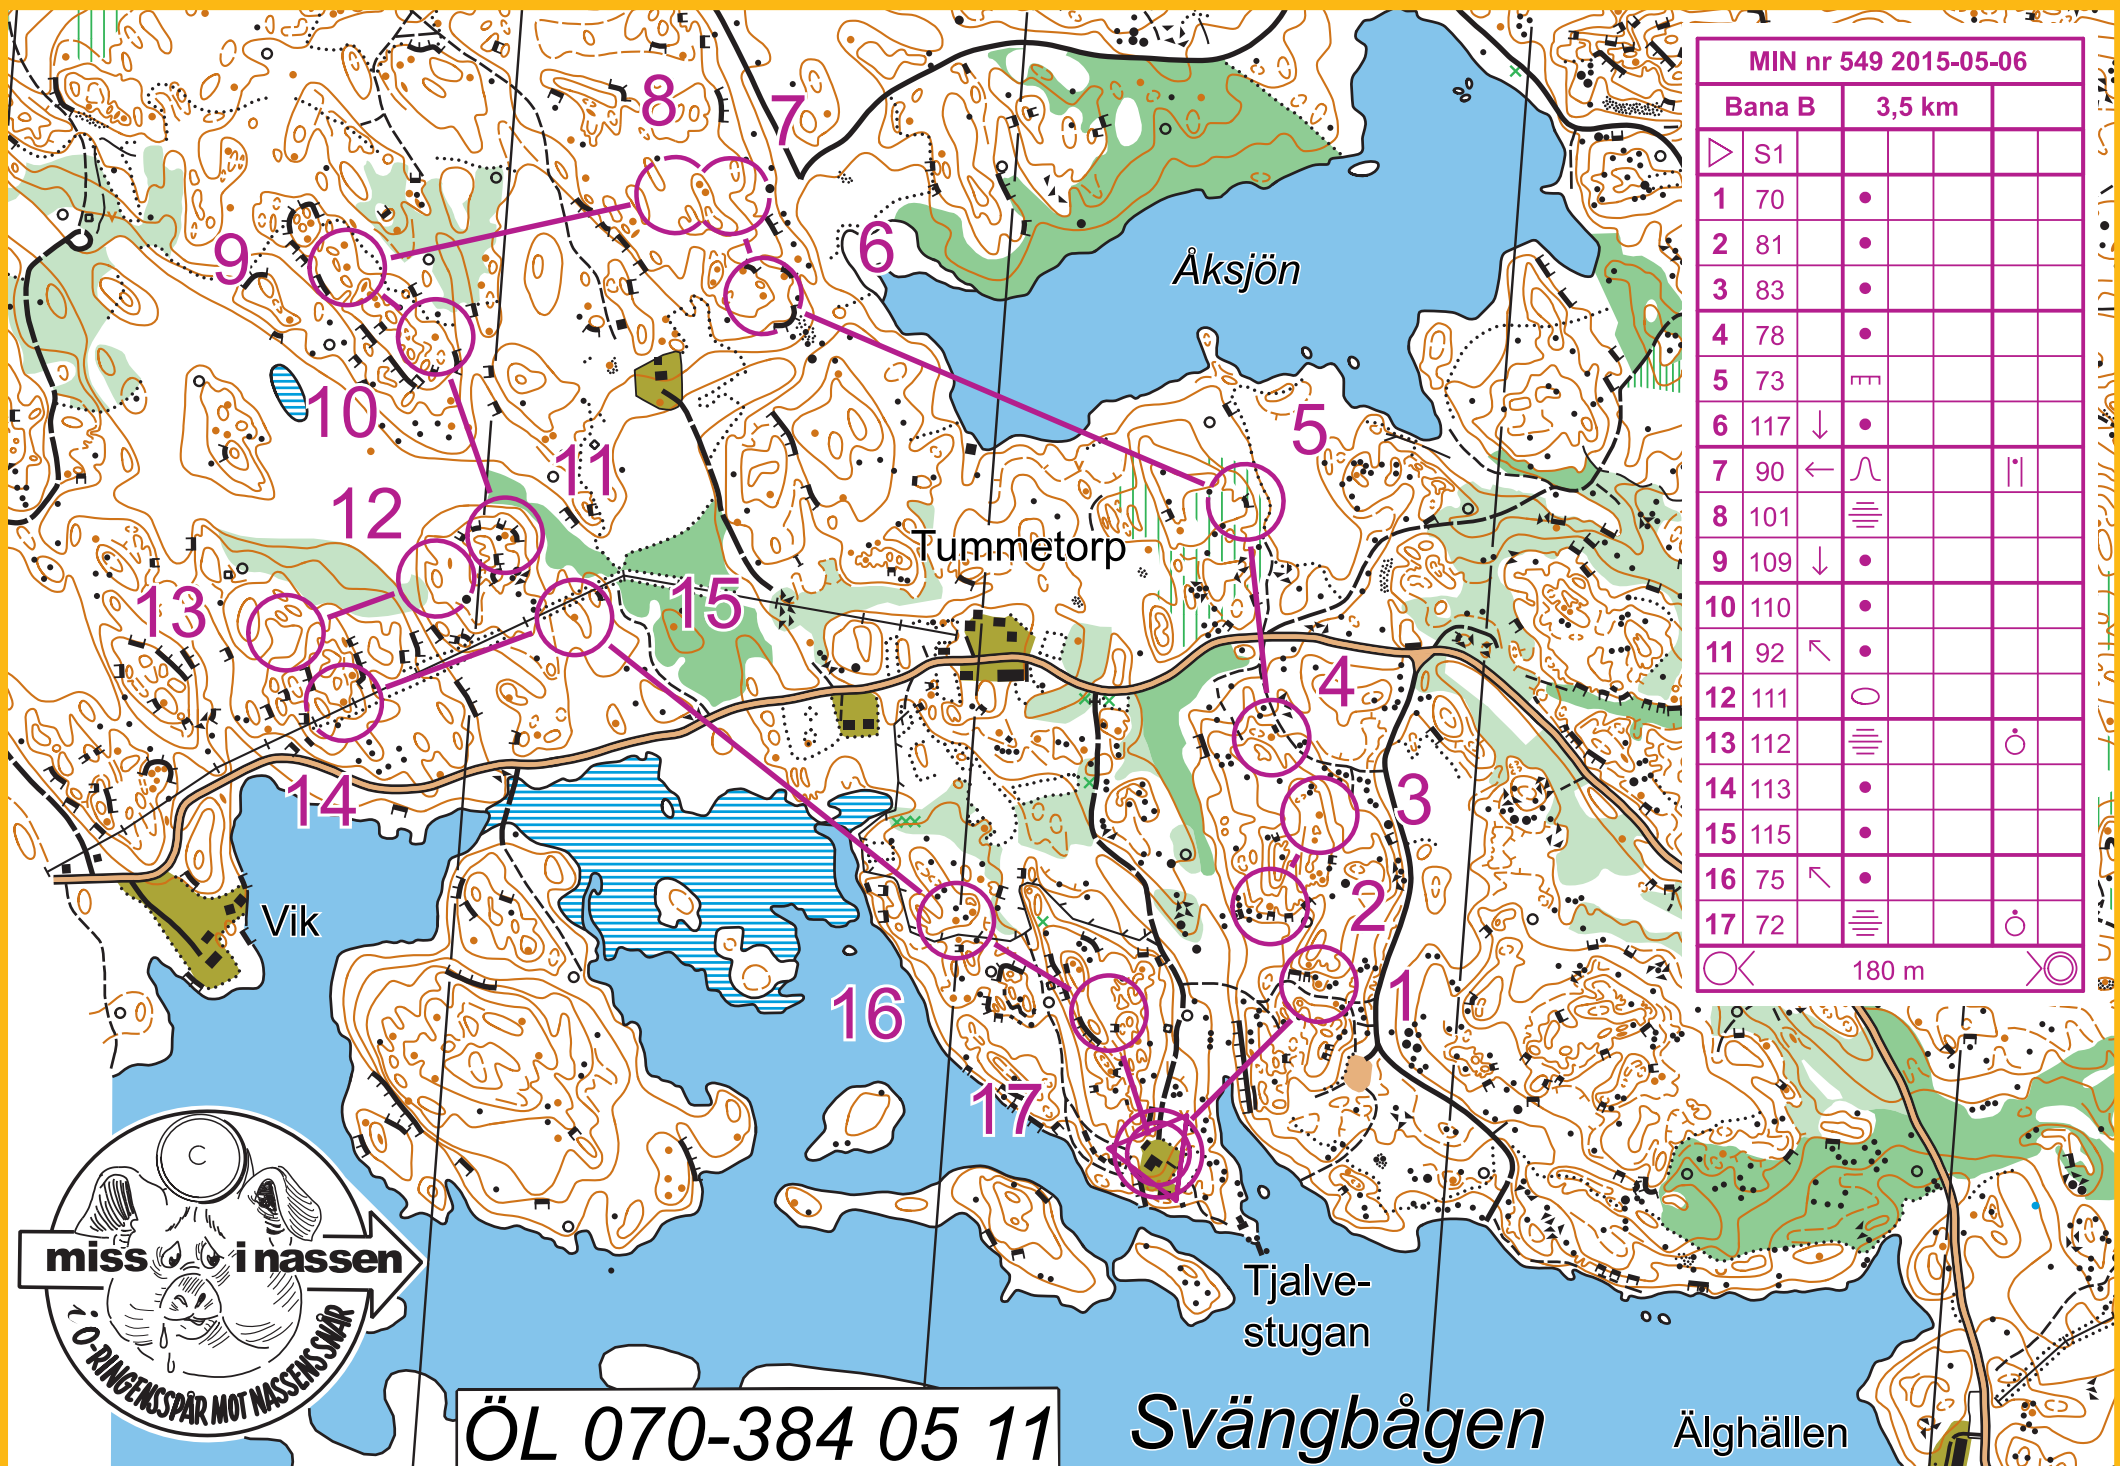 MIN nr 549 2015-05-06
Bana B 3,5 km
S1
1 70
2 81
3 83
4 78
5 73
6 117
7 90
8 101
9 109
10 110
11 92
12 111
13 112
14 113
15 115
16 75
17 72
180 m
8
7
6
9
Åksjön
10
11
5
12
Tummetorp
13
15
4
14
3
Vik
2
16
1
17
C
miss i nassen
i O-RINGENSSPÅR MOT NASSENSSNÅR
Tjalve-
stugan
ÖL 070-384 05 11
Svängbågen
Älghällen